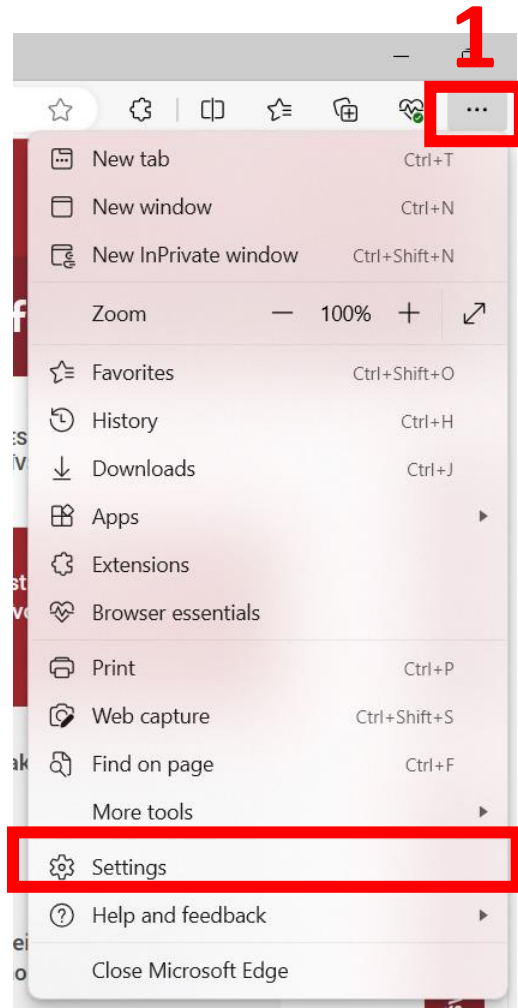 1
New tab Ctrl+T
New window Ctrl+N
New InPrivate window Ctrl+Shift+N
Zoom — 100% +
Favorites Ctrl+Shift+O
History Ctrl+H
Downloads Ctrl+J
Apps
Extensions
Browser essentials
Print Ctrl+P
Web capture Ctrl+Shift+S
Find on page Ctrl+F
More tools
Settings
Help and feedback
Close Microsoft Edge